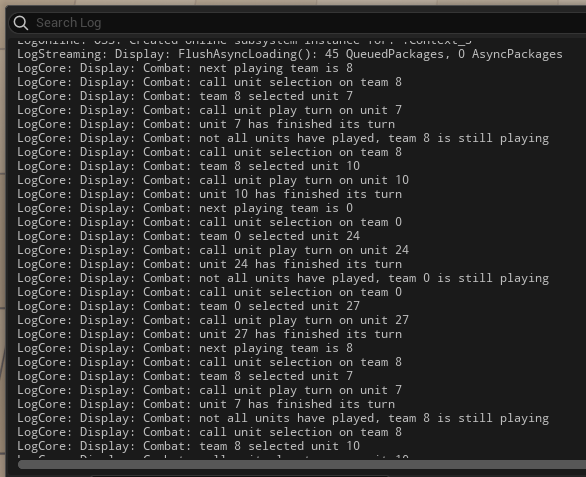 Search Log
LogOnline: OSS: Created online subsystem instance for: :Context_5
LogStreaming: Display: FlushAsyncLoading(): 45 QueuedPackages, 0 AsyncPackages
LogCore: Display: Combat: next playing team is 8
LogCore: Display: Combat: call unit selection on team 8
LogCore: Display: Combat: team 8 selected unit 7
LogCore: Display: Combat: call unit play turn on unit 7
LogCore: Display: Combat: unit 7 has finished its turn
LogCore: Display: Combat: not all units have played, team 8 is still playing
LogCore: Display: Combat: call unit selection on team 8
LogCore: Display: Combat: team 8 selected unit 10
LogCore: Display: Combat: call unit play turn on unit 10
LogCore: Display: Combat: unit 10 has finished its turn
LogCore: Display: Combat: next playing team is 0
LogCore: Display: Combat: call unit selection on team 0
LogCore: Display: Combat: team 0 selected unit 24
LogCore: Display: Combat: call unit play turn on unit 24
LogCore: Display: Combat: unit 24 has finished its turn
LogCore: Display: Combat: not all units have played, team 0 is still playing
LogCore: Display: Combat: call unit selection on team 0
LogCore: Display: Combat: team 0 selected unit 27
LogCore: Display: Combat: call unit play turn on unit 27
LogCore: Display: Combat: unit 27 has finished its turn
LogCore: Display: Combat: next playing team is 8
LogCore: Display: Combat: call unit selection on team 8
LogCore: Display: Combat: team 8 selected unit 7
LogCore: Display: Combat: call unit play turn on unit 7
LogCore: Display: Combat: unit 7 has finished its turn
LogCore: Display: Combat: not all units have played, team 8 is still playing
LogCore: Display: Combat: call unit selection on team 8
LogCore: Display: Combat: team 8 selected unit 10